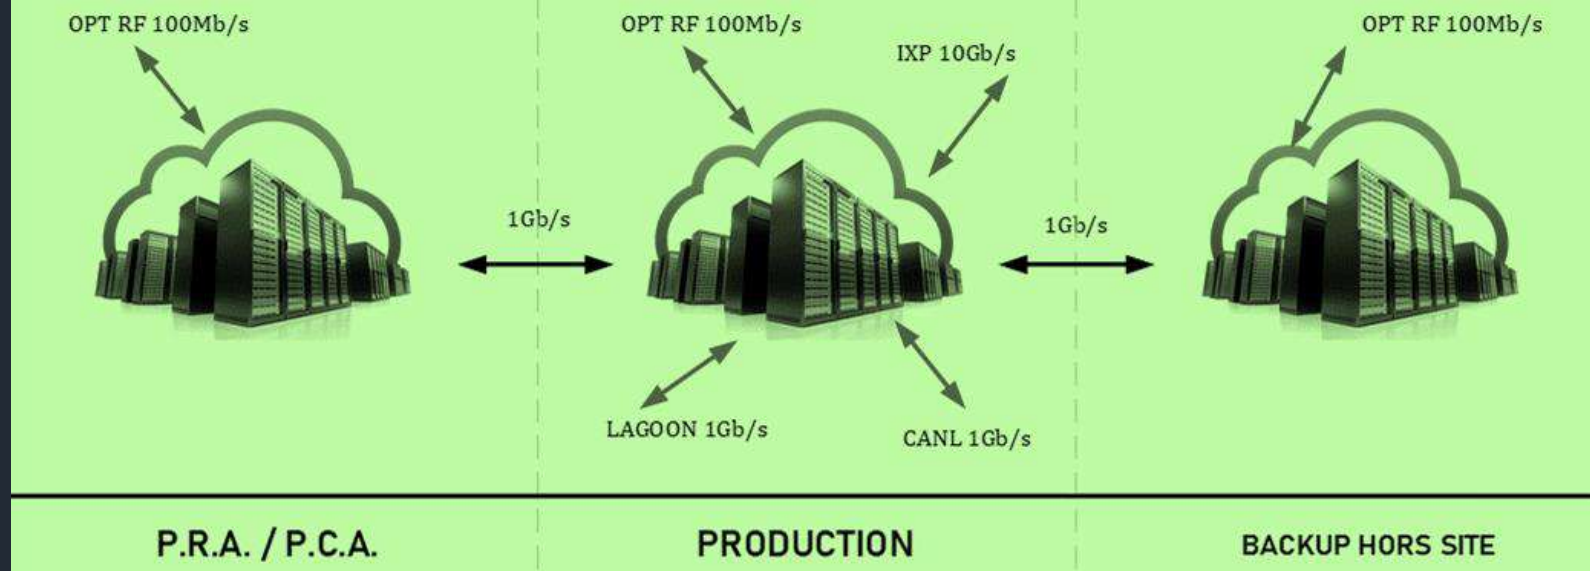 OPT RF 100Mb/s
OPT RF 100Mb/s
OPT RF 100Mb/s
IXP 10Gb/s
1Gb/s
1Gb/s
LAGOON 1Gb/s
CANL 1Gb/s
P.R.A. / P.C.A.
PRODUCTION
BACKUP HORS SITE